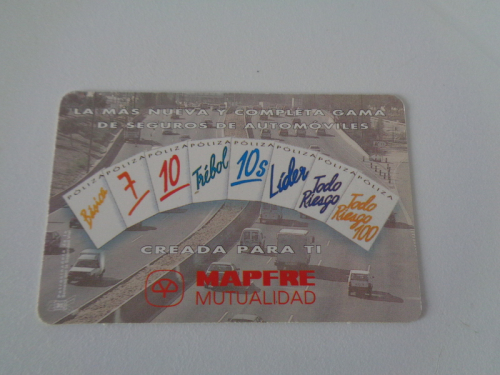 LA MAS NUEVA Y COMPLETA GAMA
DE SEGUROS DE AUTOMOVILES
POLIZA
Básica
POLIZA
7
POLIZA
10
POLIZA
Trébol
POLIZA
10s
POLIZA
Líder
POLIZA
Todo
Riesgo
POLIZA
Todo
Riesgo
100
CREADA PARA TI
MAPFRE
MUTUALIDAD